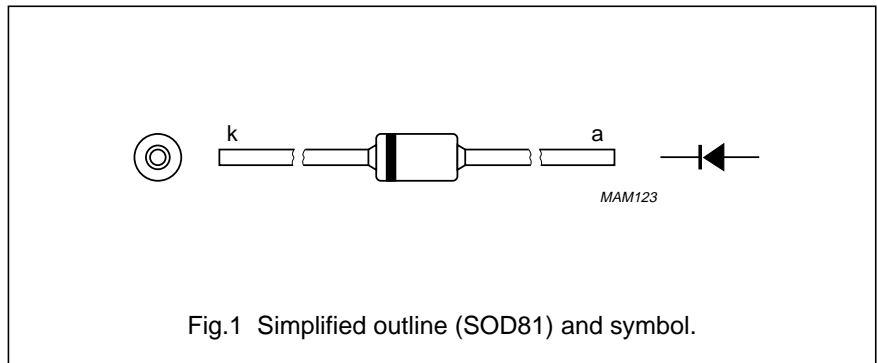 k
a
MAM123
Fig.1 Simplified outline (SOD81) and symbol.